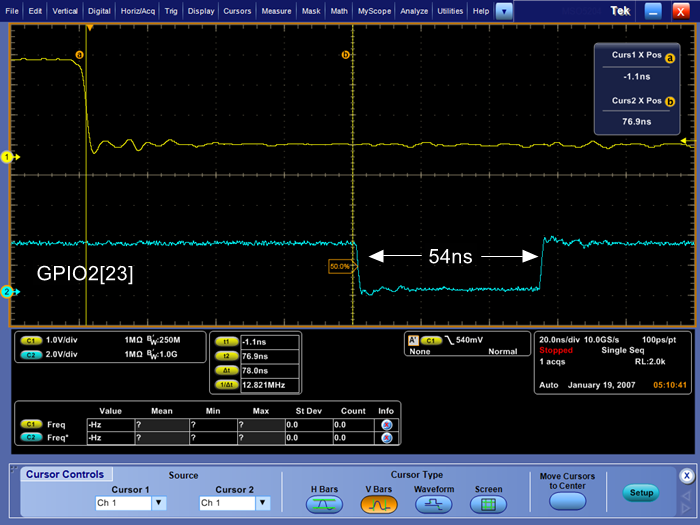 File Edit Vertical Digital Horiz/Acq Trig Display Cursors Measure Mask Math MyScope Analyze Utilities Help Tek X
a
b
Curs1 X Pos a
-1.1ns
Curs2 X Pos b
76.9ns
1
50.0%
54ns
GPIO2[23]
2
C1 1.0V/div 1MΩ BW:250M
C2 2.0V/div 1MΩ BW:1.0G
t1 -1.1ns
t2 76.9ns
Δt 78.0ns
1/Δt 12.821MHz
A' C1 540mV
None Normal
20.0ns/div 10.0GS/s 100ps/pt
Stopped Single Seq
1 acqs RL:2.0k
Auto January 19, 2007 05:10:41
Value Mean Min Max St Dev Count Info
C1 Freq -Hz ? ? ? 0.0 0.0
C2 Freq* -Hz ? ? ? 0.0 0.0
Cursor Controls
Source
Cursor 1 Cursor 2
Ch 1 Ch 1
Cursor Type
H Bars V Bars Waveform Screen
Move Cursors
to Center
Setup
X